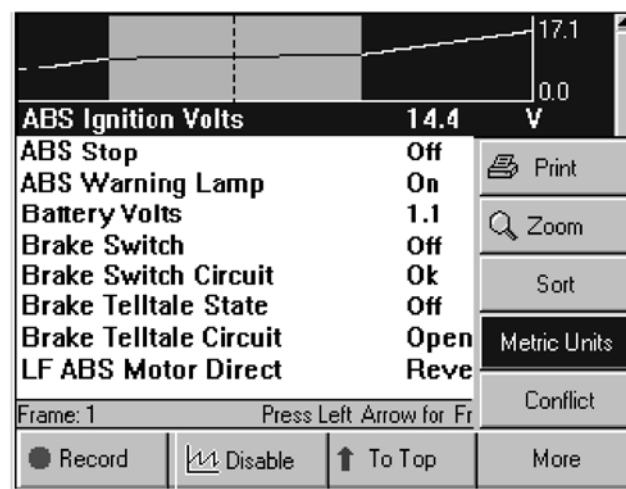 17.1
0.0
ABS Ignition Volts 14.4 V
ABS Stop Off
ABS Warning Lamp On
Battery Volts 1.1
Brake Switch Off
Brake Switch Circuit Ok
Brake Telltale State Off
Brake Telltale Circuit Open
LF ABS Motor Direct Reve
Print
Zoom
Sort
Metric Units
Conflict
Frame: 1 Press Left Arrow for Fr
Record Disable To Top More